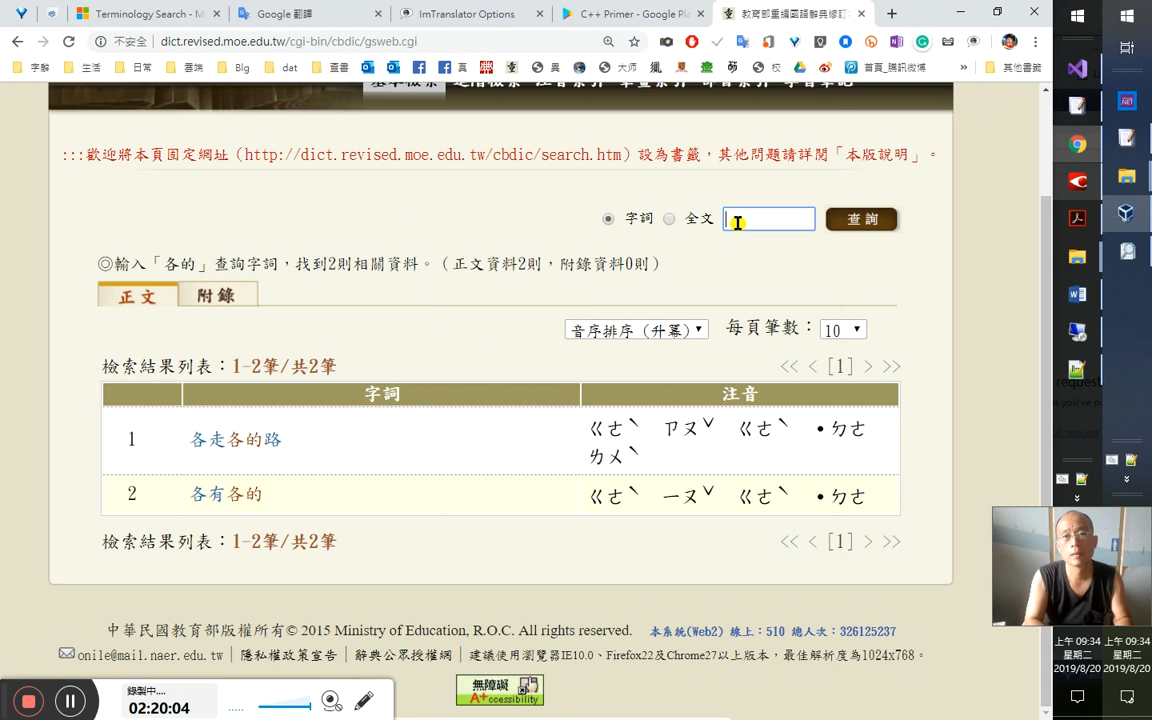 Terminology Search - M
Google 翻譯
ImTranslator Options
C++ Primer - Google Pla
教育部重編國語辭典修訂
不安全 dict.revised.moe.edu.tw/cgi-bin/cbdic/gsweb.cgi
字辭 生活 日常 雲端 Blg dat 查書 真 異 大师 校 首頁_騰訊微博 其他書籤
:::歡迎將本頁固定網址(http://dict.revised.moe.edu.tw/cbdic/search.htm)設為書籤,其他問題請詳閱「本版說明」。
字詞 全文 查詢
◎輸入「各的」查詢字詞,找到2則相關資料。(正文資料2則,附錄資料0則)
正文 附錄
音序排序(升冪) 每頁筆數: 10
檢索結果列表:1-2筆/共2筆 << < [1] > >>
字詞 注音
1 各走各的路 ㄍㄜˋ ㄗㄡˇ ㄍㄜˋ •ㄉㄜ
ㄌㄨˋ
2 各有各的 ㄍㄜˋ ㄧㄡˇ ㄍㄜˋ •ㄉㄜ
檢索結果列表:1-2筆/共2筆 << < [1] > >>
中華民國教育部版權所有© 2015 Ministry of Education, R.O.C. All rights reserved. 本系統(Web2) 線上:510 總人次:326125237
onile@mail.naer.edu.tw | 隱私權政策宣告 | 辭典公眾授權網 | 建議使用瀏覽器IE10.0、Firefox22及Chrome27以上版本,最佳解析度為1024x768。
無障礙
A+ccessibility
錄製中....
02:20:04
上午 09:34 上午 09:34
星期二 星期二
2019/8/20 2019/8/20